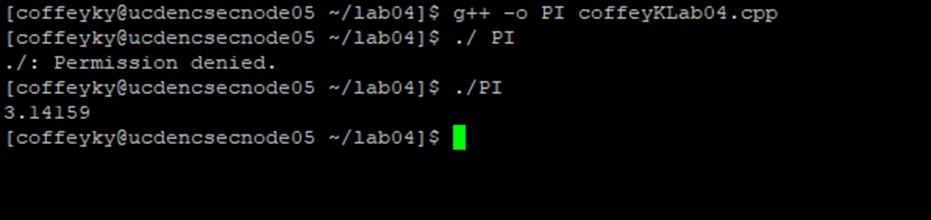 [coffeyky@ucdencsecnode05 ~/lab04]$ g++ -o PI coffeyKLab04.cpp
[coffeyky@ucdencsecnode05 ~/lab04]$ ./ PI
./: Permission denied.
[coffeyky@ucdencsecnode05 ~/lab04]$ ./PI
3.14159
[coffeyky@ucdencsecnode05 ~/lab04]$